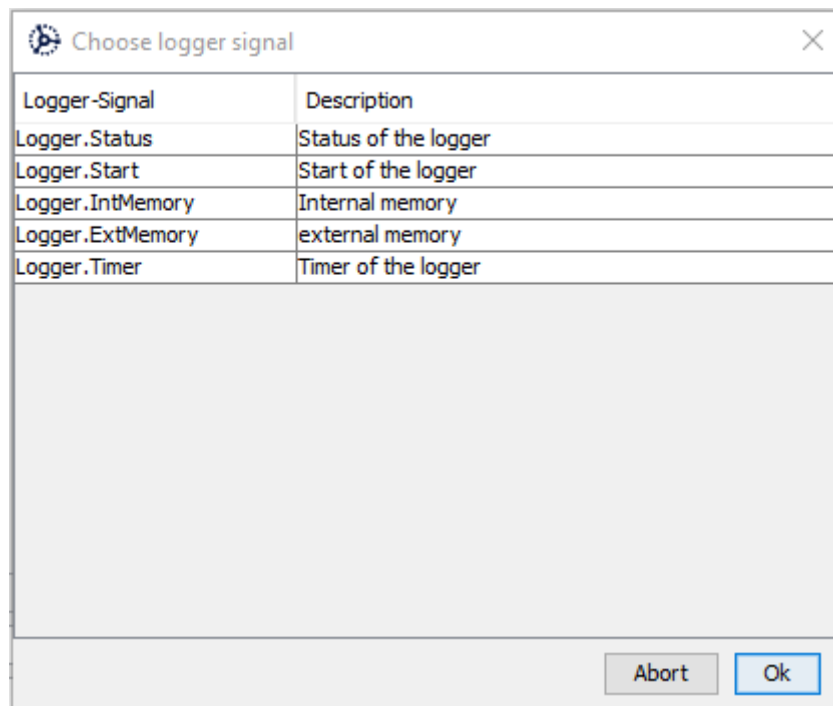 Choose logger signal
Logger-Signal Description
Logger.Status Status of the logger
Logger.Start Start of the logger
Logger.IntMemory Internal memory
Logger.ExtMemory external memory
Logger.Timer Timer of the logger
Abort Ok